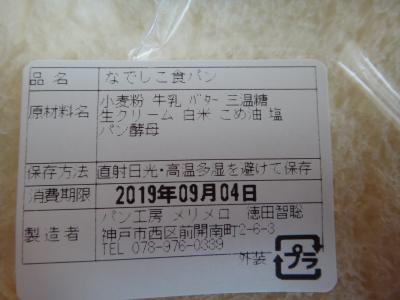 品名 なでしこ食パン
原材料名 小麦粉 牛乳 バター 三温糖
生クリーム 白米 こめ油 塩
パン酵母
保存方法 直射日光・高温多湿を避けて保存
消費期限 2019年09月04日
製造者 パン工房 メリメロ 徳田智聡
神戸市西区前開南町2-6-3
TEL 078-976-0339
外装 プラ